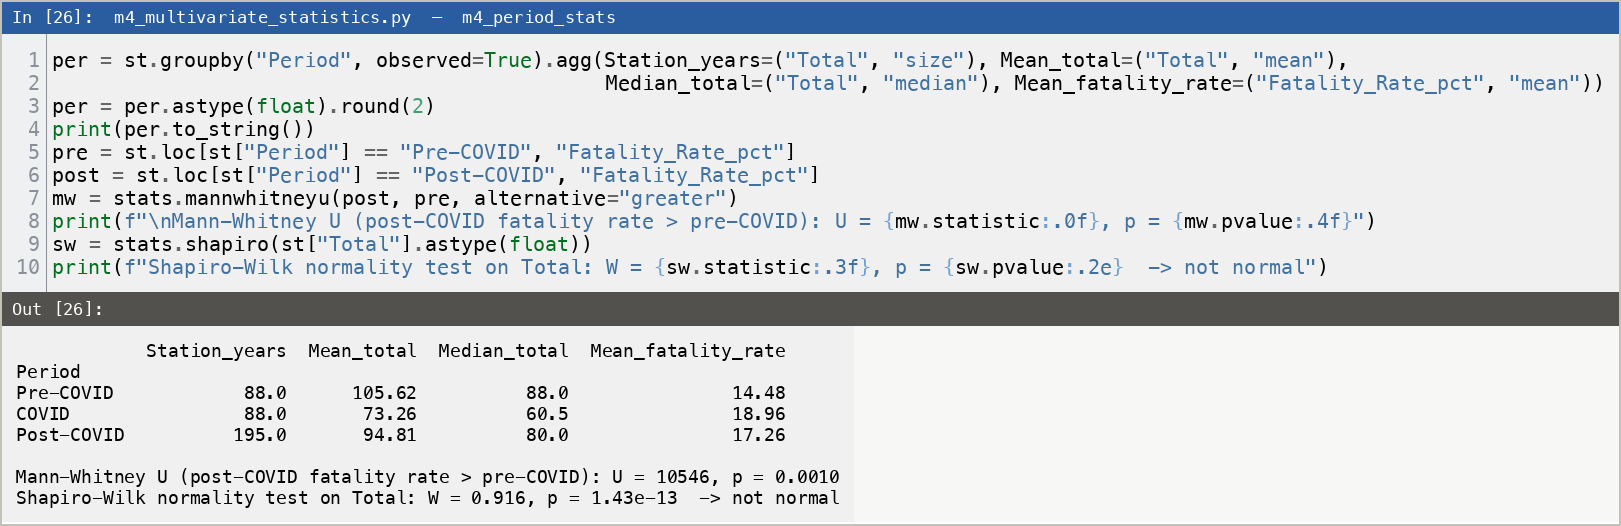 In [26]:  m4_multivariate_statistics.py  —  m4_period_stats
1 per = st.groupby("Period", observed=True).agg(Station_years=("Total", "size"), Mean_total=("Total", "mean"),
2                                               Median_total=("Total", "median"), Mean_fatality_rate=("Fatality_Rate_pct", "mean"))
3 per = per.astype(float).round(2)
4 print(per.to_string())
5 pre = st.loc[st["Period"] == "Pre-COVID", "Fatality_Rate_pct"]
6 post = st.loc[st["Period"] == "Post-COVID", "Fatality_Rate_pct"]
7 mw = stats.mannwhitneyu(post, pre, alternative="greater")
8 print(f"\nMann-Whitney U (post-COVID fatality rate > pre-COVID): U = {mw.statistic:.0f}, p = {mw.pvalue:.4f}")
9 sw = stats.shapiro(st["Total"].astype(float))
10 print(f"Shapiro-Wilk normality test on Total: W = {sw.statistic:.3f}, p = {sw.pvalue:.2e}  -> not normal")
Out [26]:
            Station_years  Mean_total  Median_total  Mean_fatality_rate
Period
Pre-COVID            88.0      105.62          88.0               14.48
COVID                88.0       73.26          60.5               18.96
Post-COVID          195.0       94.81          80.0               17.26
Mann-Whitney U (post-COVID fatality rate > pre-COVID): U = 10546, p = 0.0010
Shapiro-Wilk normality test on Total: W = 0.916, p = 1.43e-13  -> not normal